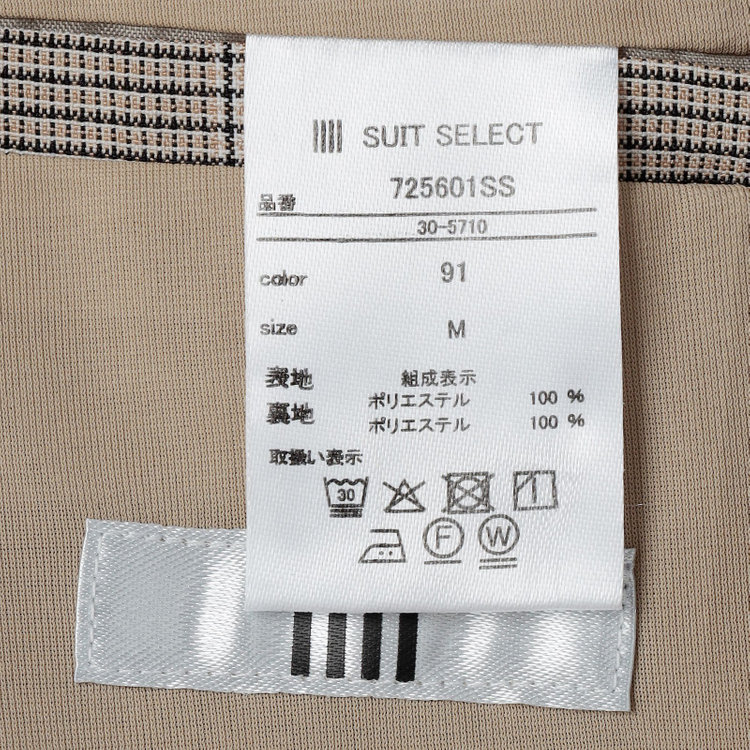 SUIT SELECT
品番 725601SS
30-5710
color 91
size M
表地 組成表示
ポリエステル 100 %
裏地 ポリエステル 100 %
取扱い表示
30
F W